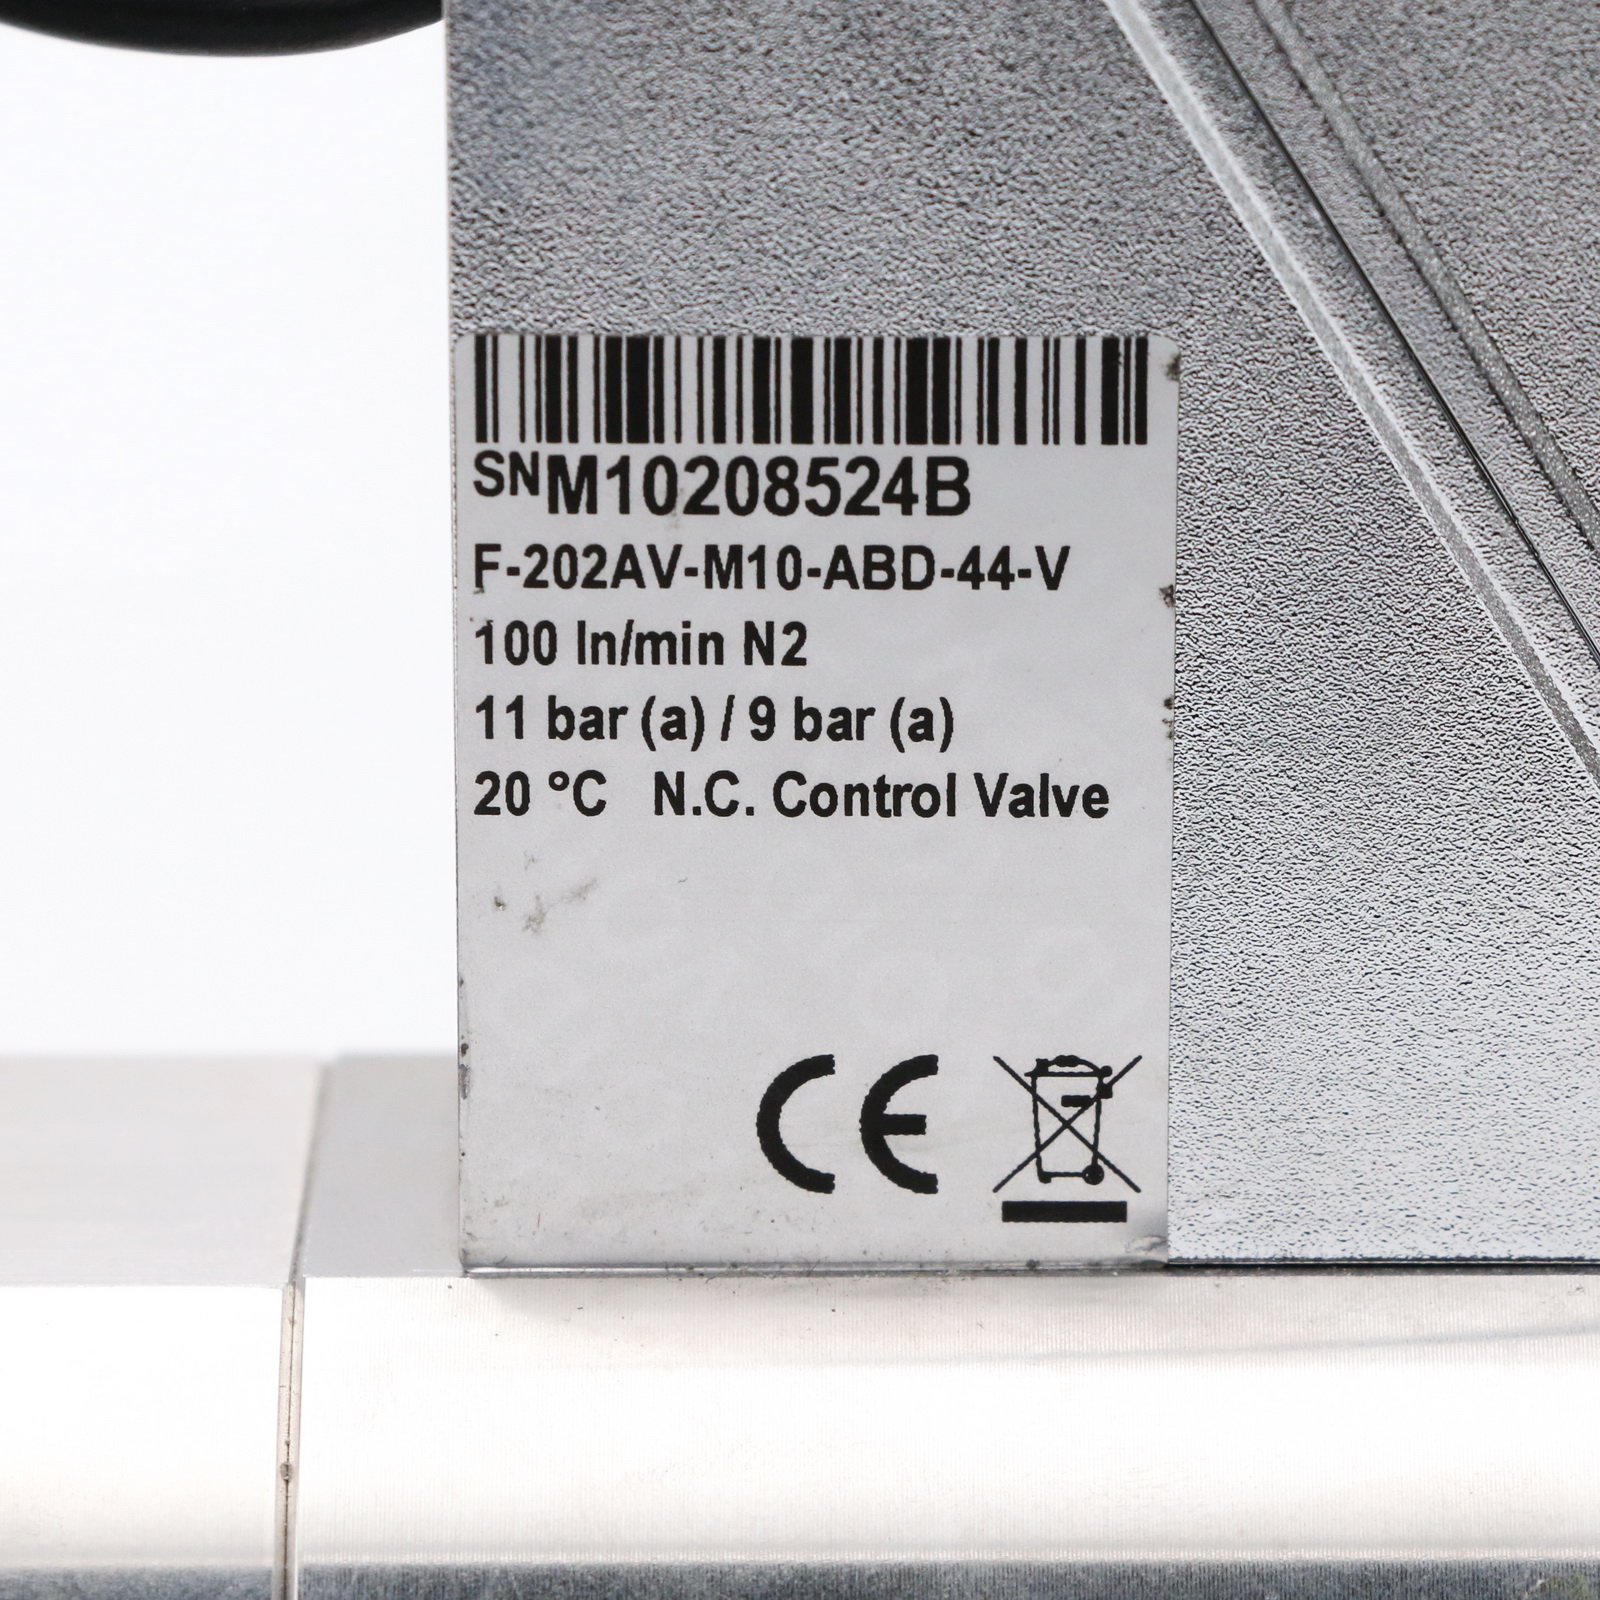 SNM10208524B
F-202AV-M10-ABD-44-V
100 ln/min N2
11 bar (a) / 9 bar (a)
20 °C N.C. Control Valve
CE